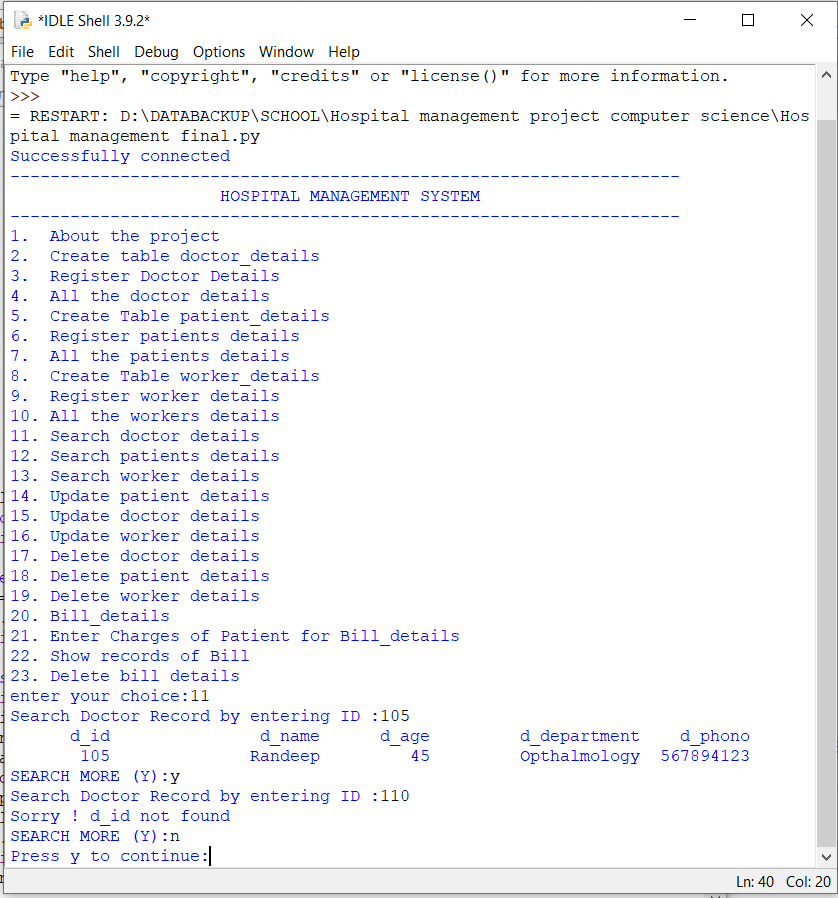 *IDLE Shell 3.9.2*
File Edit Shell Debug Options Window Help
Type "help", "copyright", "credits" or "license()" for more information.
>>>
= RESTART: D:\DATABACKUP\SCHOOL\Hospital management project computer science\Hos
pital management final.py
Successfully connected
-------------------------------------------------------------------
HOSPITAL MANAGEMENT SYSTEM
-------------------------------------------------------------------
1. About the project
2. Create table doctor_details
3. Register Doctor Details
4. All the doctor details
5. Create Table patient_details
6. Register patients details
7. All the patients details
8. Create Table worker_details
9. Register worker details
10. All the workers details
11. Search doctor details
12. Search patients details
13. Search worker details
14. Update patient details
15. Update doctor details
16. Update worker details
17. Delete doctor details
18. Delete patient details
19. Delete worker details
20. Bill_details
21. Enter Charges of Patient for Bill_details
22. Show records of Bill
23. Delete bill details
enter your choice:11
Search Doctor Record by entering ID :105
d_id d_name d_age d_department d_phono
105 Randeep 45 Opthalmology 567894123
SEARCH MORE (Y):y
Search Doctor Record by entering ID :110
Sorry ! d_id not found
SEARCH MORE (Y):n
Press y to continue:
Ln: 40 Col: 20